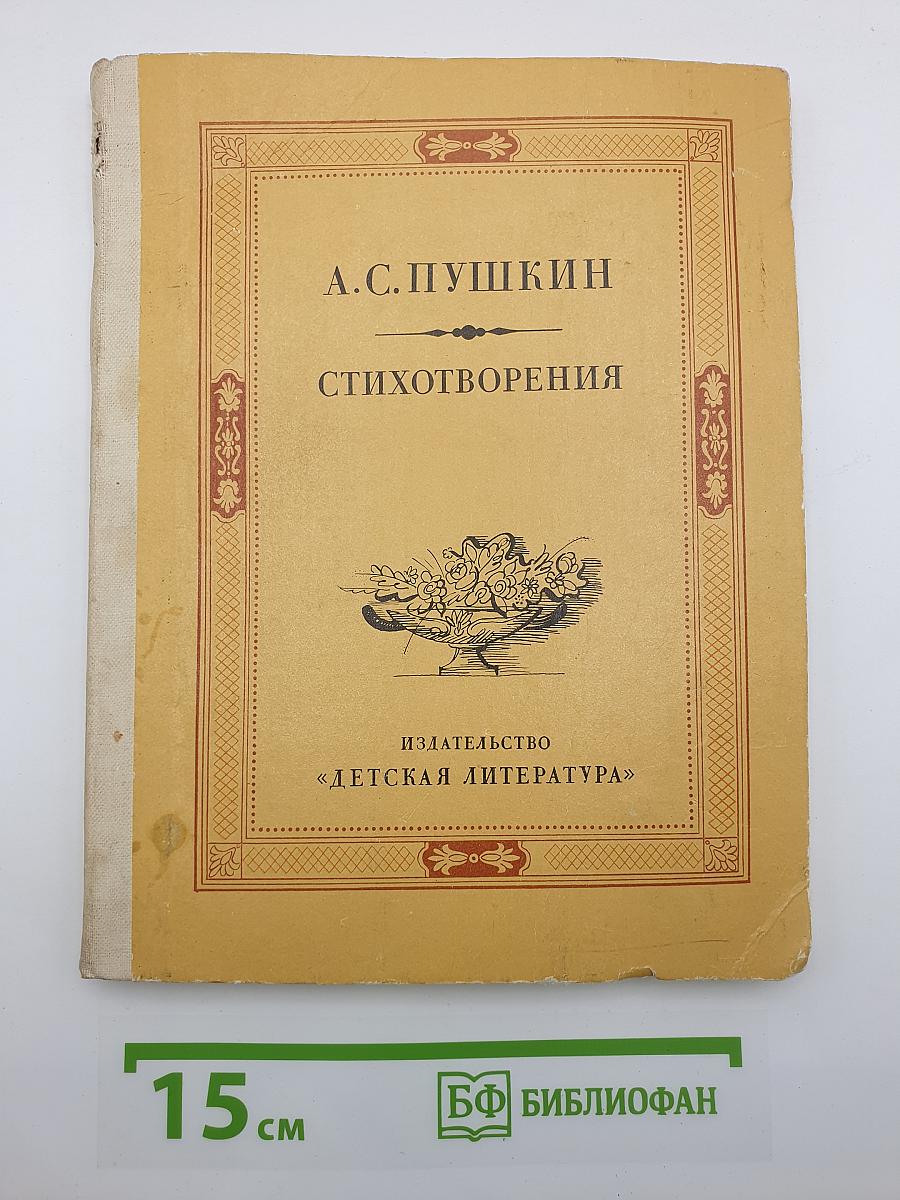 А.С.ПУШКИН
СТИХОТВОРЕНИЯ
ИЗДАТЕЛЬСТВО
«ДЕТСКАЯ ЛИТЕРАТУРА»
15 см
БФ БИБЛИОФАН